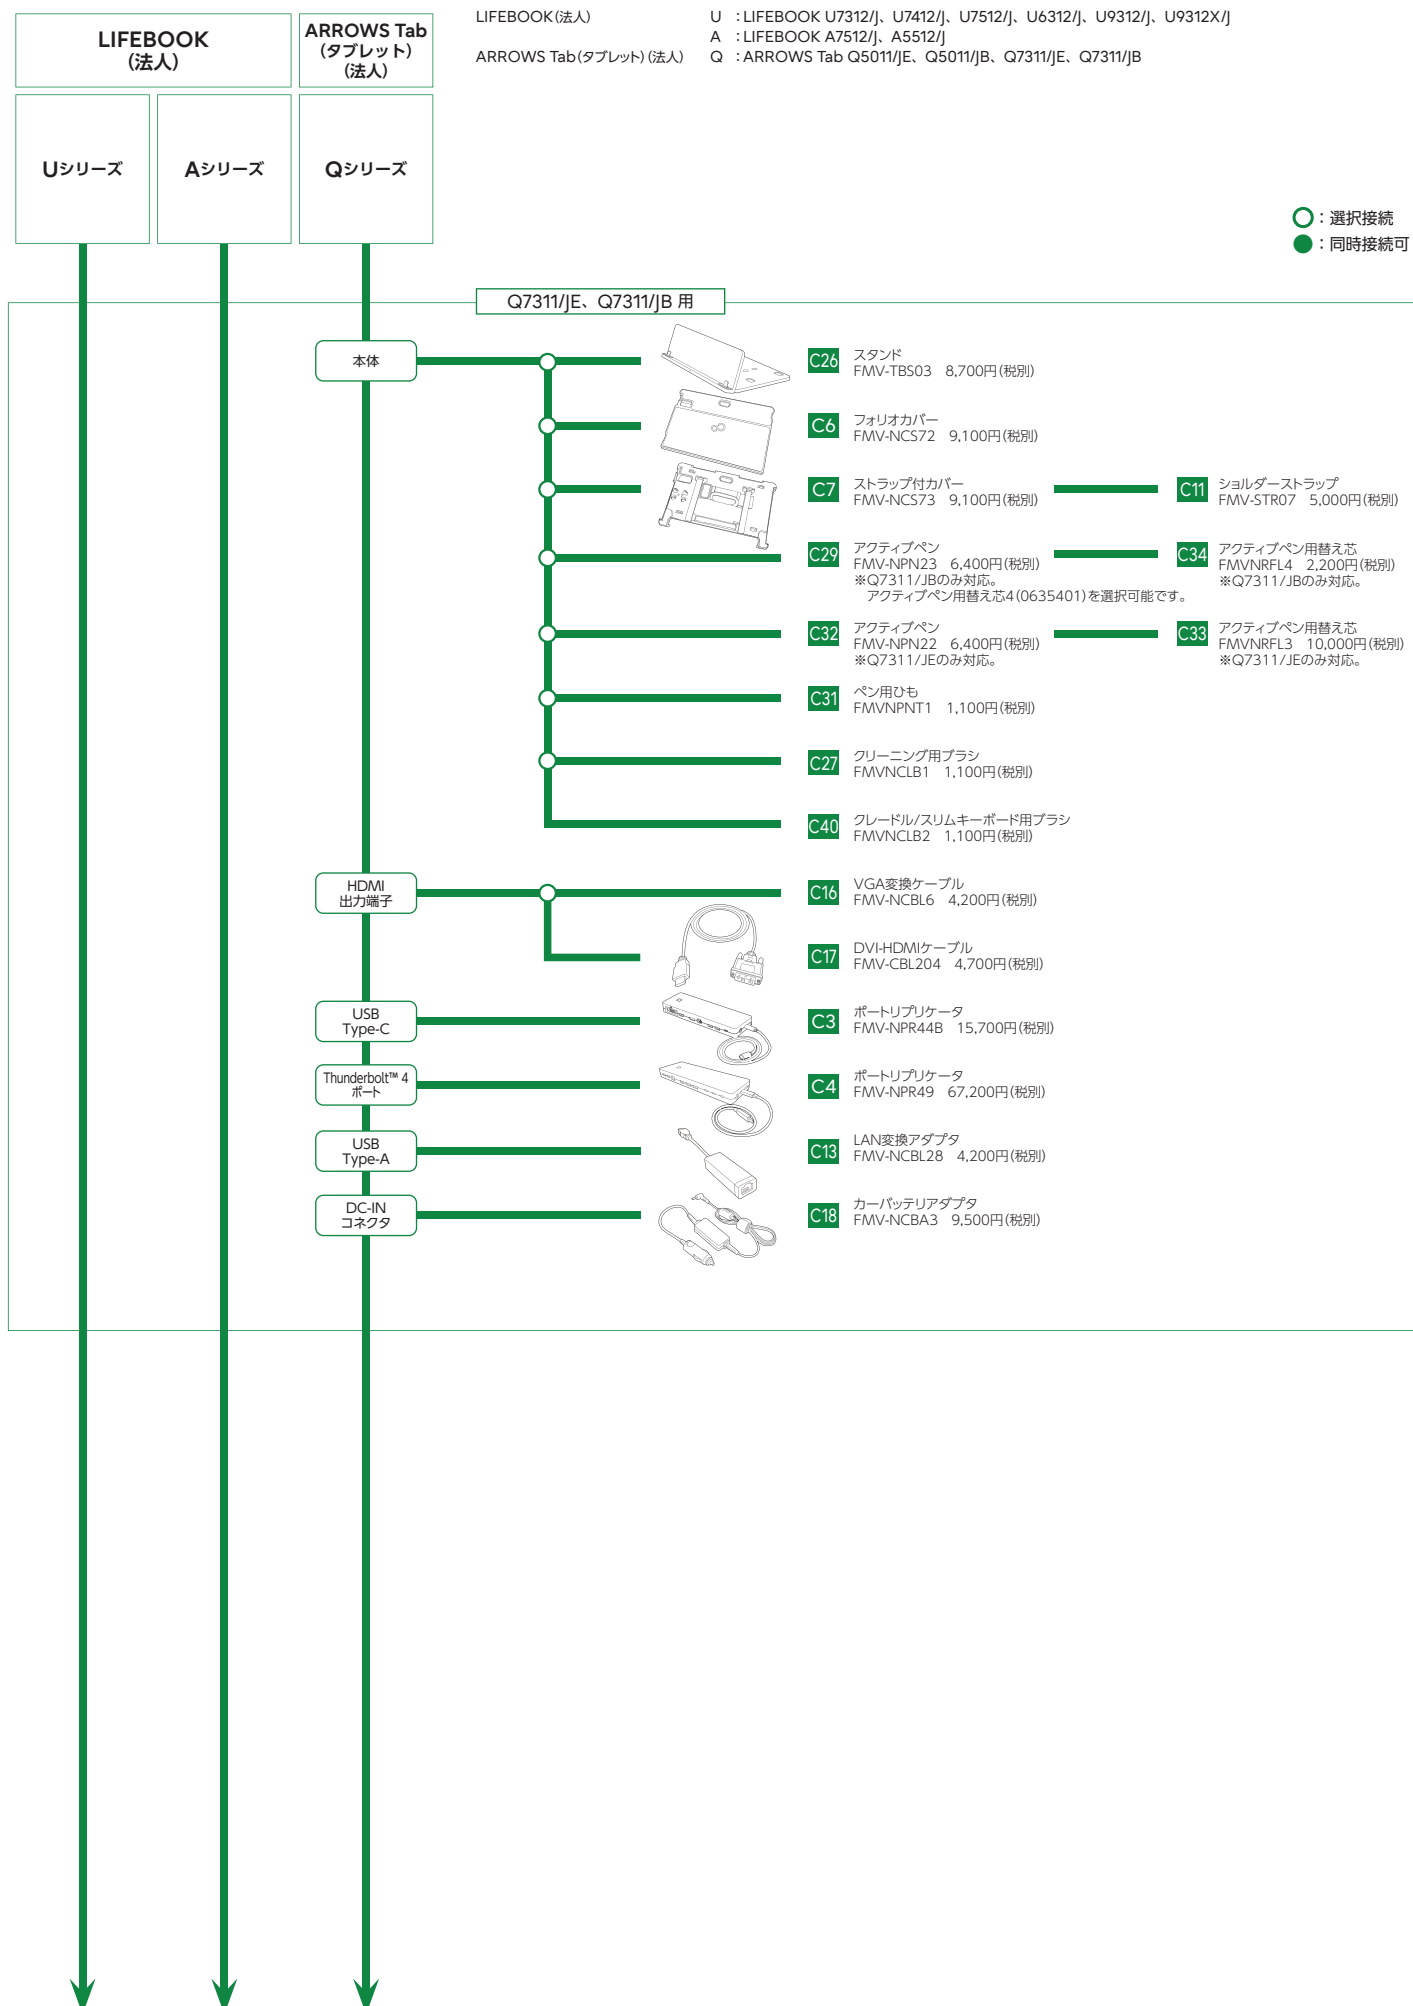 LIFEBOOK
（法人）
ARROWS Tab
（タブレット）
（法人）
LIFEBOOK（法人） U ：LIFEBOOK U7312/J、U7412/J、U7512/J、U6312/J、U9312/J、U9312X/J
A ：LIFEBOOK A7512/J、A5512/J
ARROWS Tab（タブレット）（法人） Q ：ARROWS Tab Q5011/JE、Q5011/JB、Q7311/JE、Q7311/JB
Uシリーズ
Aシリーズ
Qシリーズ
○：選択接続
●：同時接続可
Q7311/JE、Q7311/JB 用
本体
C26 スタンド
FMV-TBS03 8,700円（税別）
C6 フォリオカバー
FMV-NCS72 9,100円（税別）
C7 ストラップ付カバー
FMV-NCS73 9,100円（税別）
C11 ショルダーストラップ
FMV-STR07 5,000円（税別）
C29 アクティブペン
FMV-NPN23 6,400円（税別）
※Q7311/JBのみ対応。
アクティブペン用替え芯4（0635401）を選択可能です。
C34 アクティブペン用替え芯
FMVNRFL4 2,200円（税別）
※Q7311/JBのみ対応。
C32 アクティブペン
FMV-NPN22 6,400円（税別）
※Q7311/JEのみ対応。
C33 アクティブペン用替え芯
FMVNRFL3 10,000円（税別）
※Q7311/JEのみ対応。
C31 ペン用ひも
FMVNPNT1 1,100円（税別）
C27 クリーニング用ブラシ
FMVNCLB1 1,100円（税別）
C40 クレードル/スリムキーボード用ブラシ
FMVNCLB2 1,100円（税別）
HDMI
出力端子
C16 VGA変換ケーブル
FMV-NCBL6 4,200円（税別）
C17 DVI-HDMIケーブル
FMV-CBL204 4,700円（税別）
USB
Type-C
C3 ポートリプリケータ
FMV-NPR44B 15,700円（税別）
Thunderbolt™ 4
ポート
C4 ポートリプリケータ
FMV-NPR49 67,200円（税別）
USB
Type-A
C13 LAN変換アダプタ
FMV-NCBL28 4,200円（税別）
DC-IN
コネクタ
C18 カーバッテリアダプタ
FMV-NCBA3 9,500円（税別）